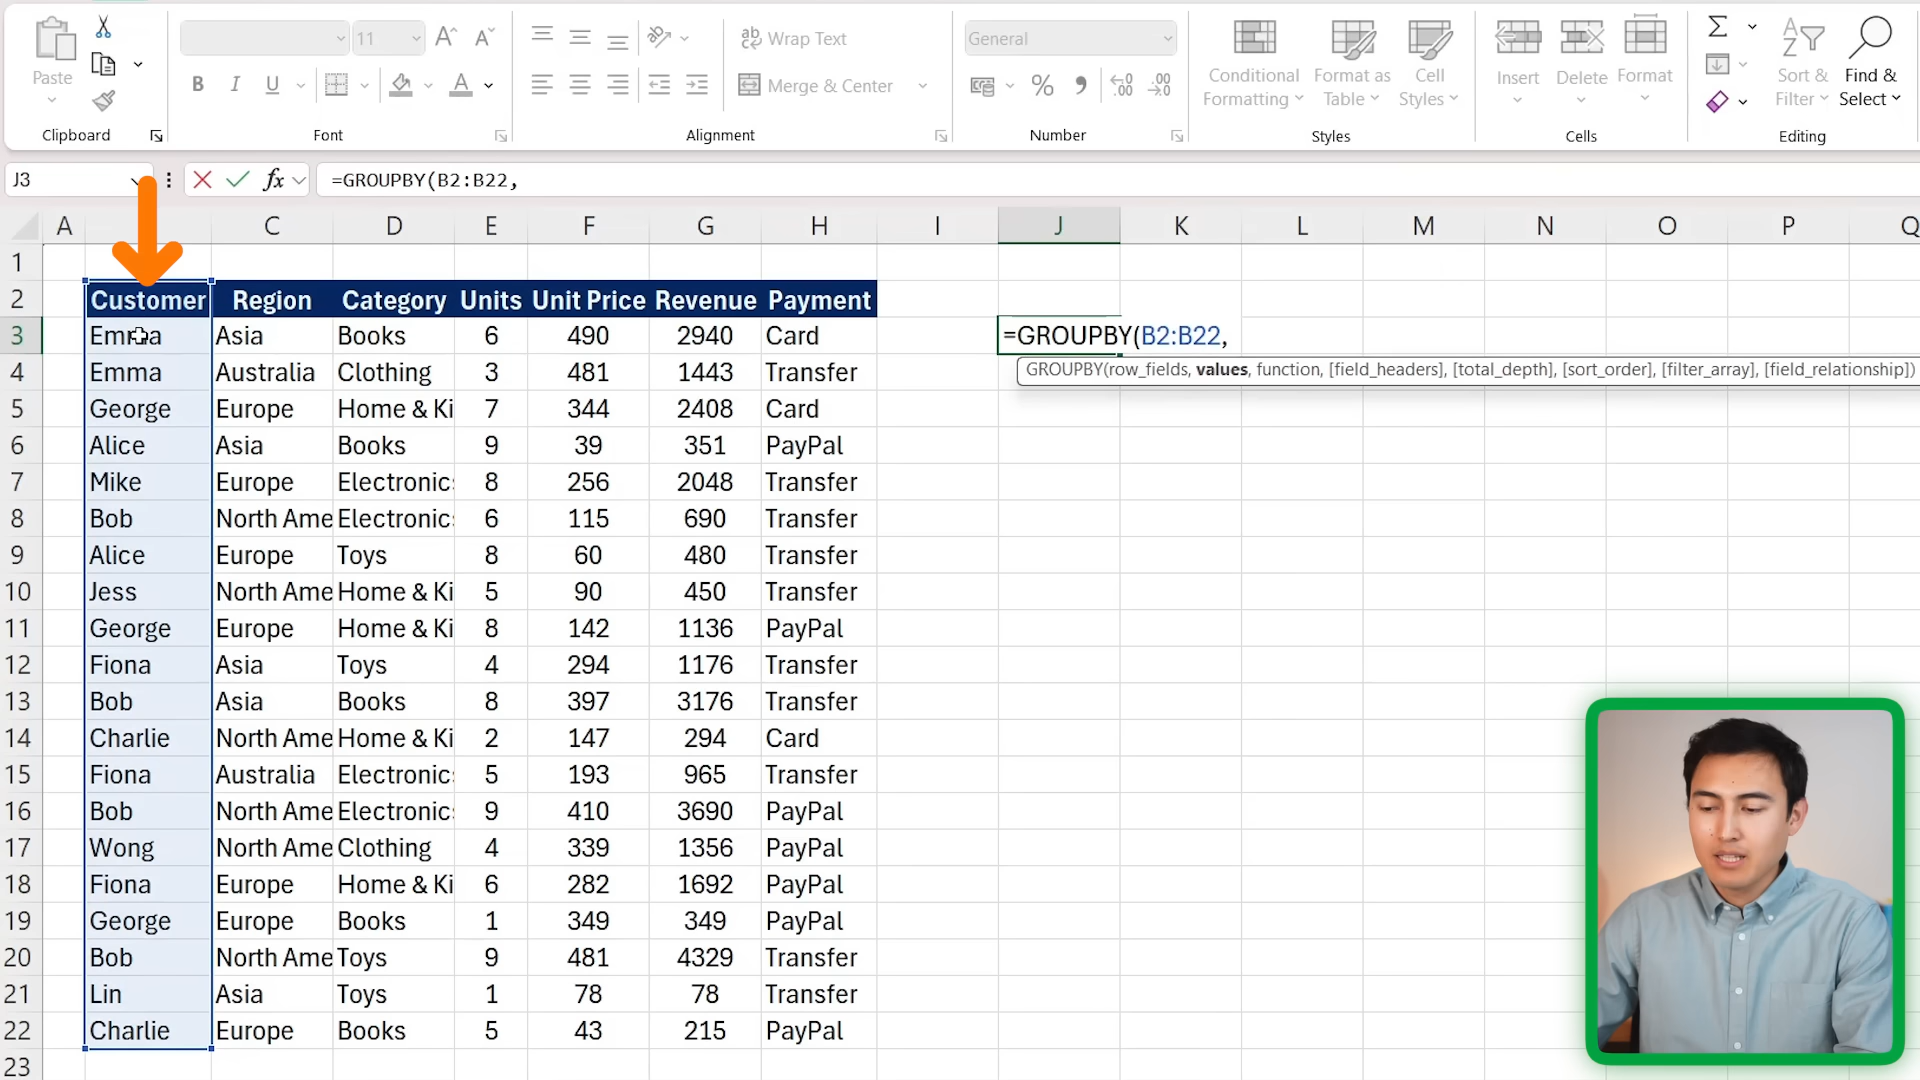 Paste
Clipboard
11
B I U
Font
Wrap Text
Merge & Center
Alignment
General
Number
Conditional Formatting
Format as Table
Cell Styles
Styles
Insert
Delete
Format
Cells
Sort & Filter
Find & Select
Editing
J3
fx
=GROUPBY(B2:B22,
A C D E F G H I J K L M N O P Q
1
2 Customer Region Category Units Unit Price Revenue Payment
3 Emma Asia Books 6 490 2940 Card =GROUPBY(B2:B22,
GROUPBY(row_fields, values, function, [field_headers], [total_depth], [sort_order], [filter_array], [field_relationship])
4 Emma Australia Clothing 3 481 1443 Transfer
5 George Europe Home & Ki 7 344 2408 Card
6 Alice Asia Books 9 39 351 PayPal
7 Mike Europe Electronic 8 256 2048 Transfer
8 Bob North Ame Electronic 6 115 690 Transfer
9 Alice Europe Toys 8 60 480 Transfer
10 Jess North Ame Home & Ki 5 90 450 Transfer
11 George Europe Home & Ki 8 142 1136 PayPal
12 Fiona Asia Toys 4 294 1176 Transfer
13 Bob Asia Books 8 397 3176 Transfer
14 Charlie North Ame Home & Ki 2 147 294 Card
15 Fiona Australia Electronic 5 193 965 Transfer
16 Bob North Ame Electronic 9 410 3690 PayPal
17 Wong North Ame Clothing 4 339 1356 PayPal
18 Fiona Europe Home & Ki 6 282 1692 PayPal
19 George Europe Books 1 349 349 PayPal
20 Bob North Ame Toys 9 481 4329 Transfer
21 Lin Asia Toys 1 78 78 Transfer
22 Charlie Europe Books 5 43 215 PayPal
23